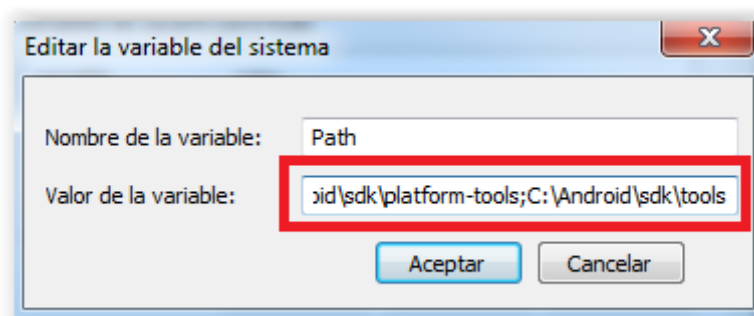 Editar la variable del sistema
Nombre de la variable: Path
Valor de la variable: oid\sdk\platform-tools;C:\Android\sdk\tools
Aceptar Cancelar